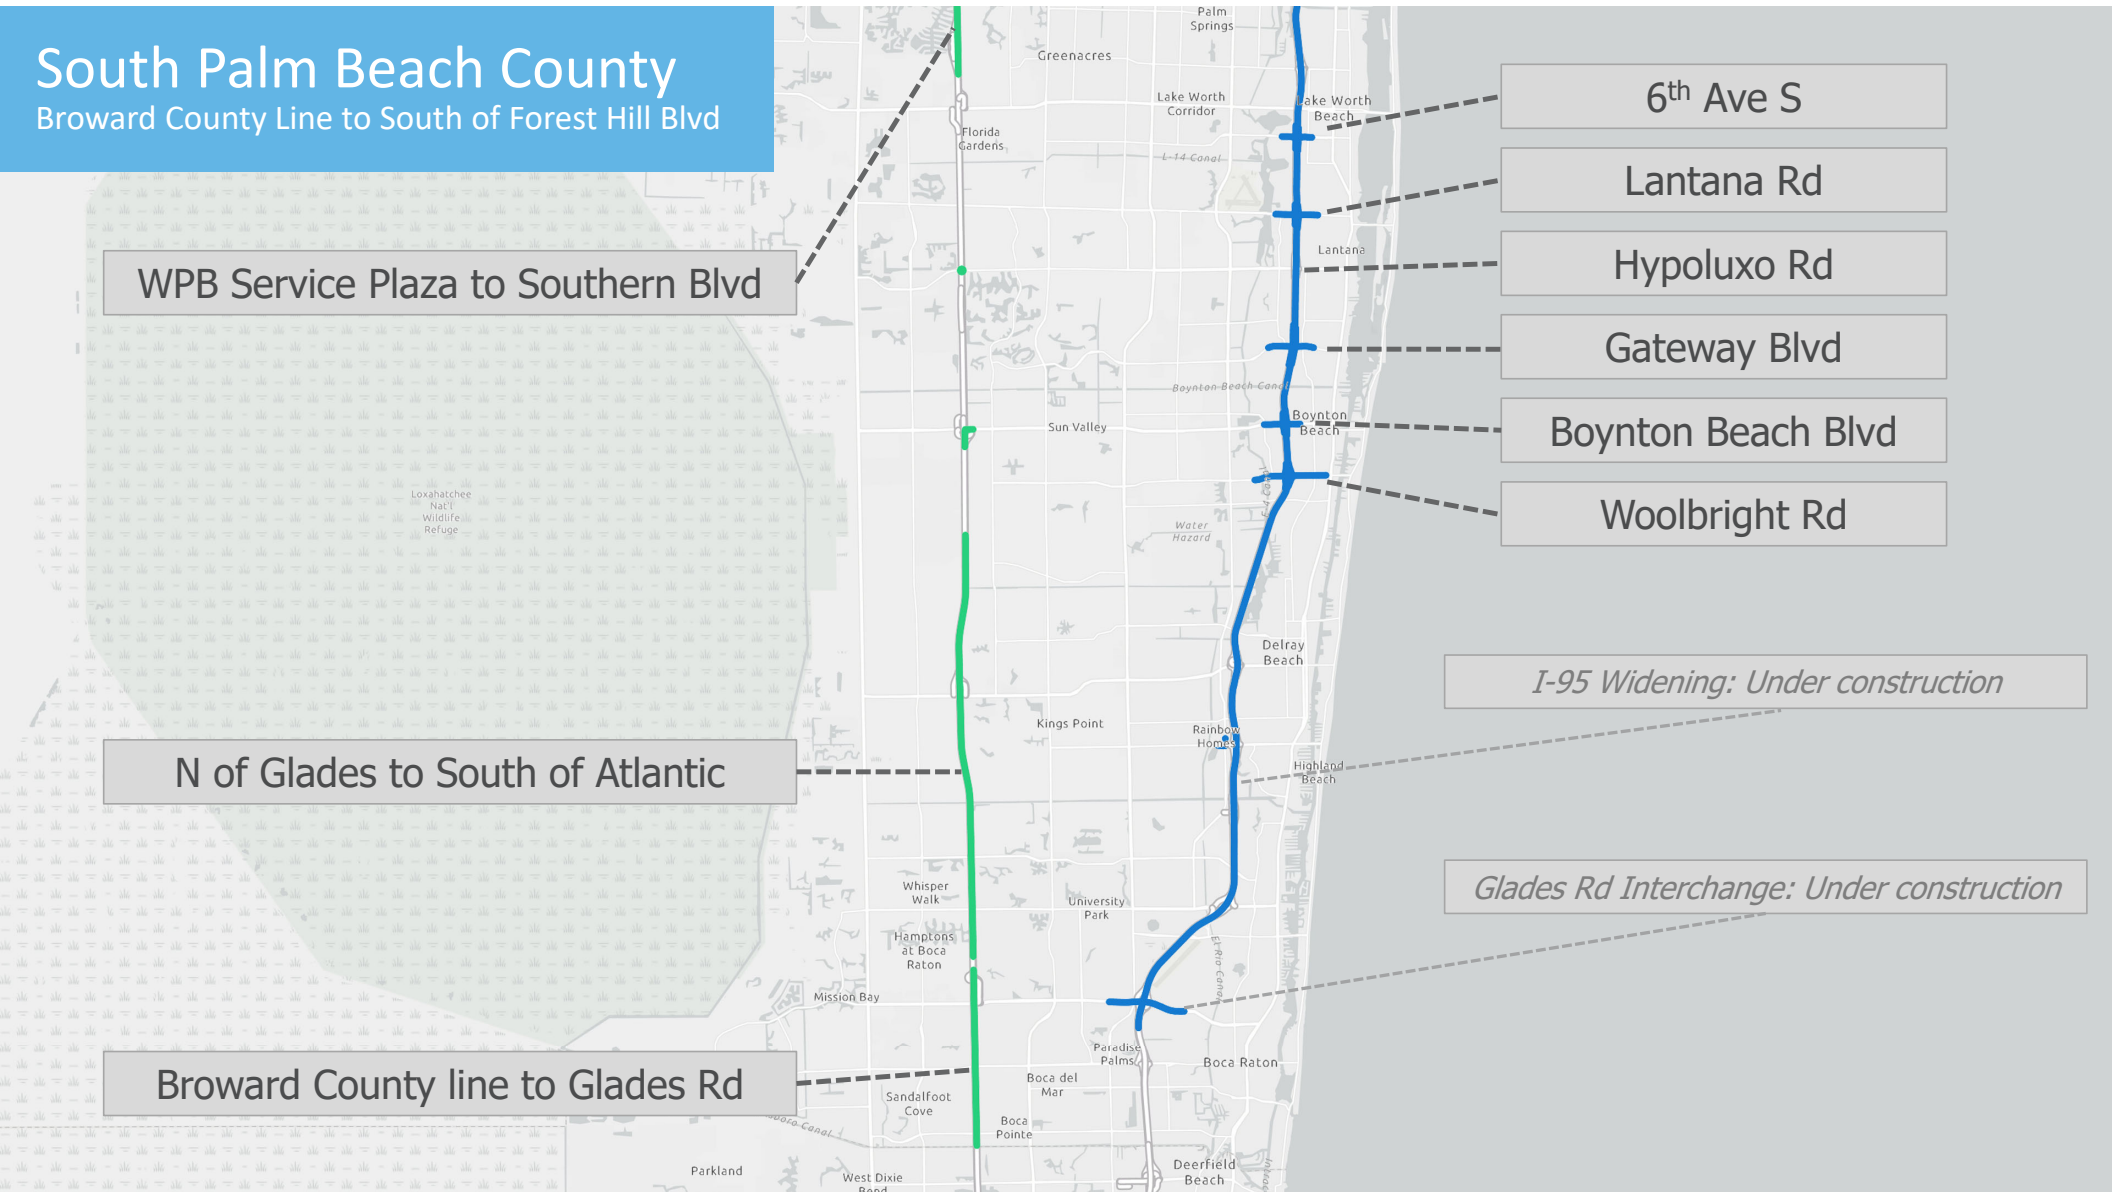 South Palm Beach County
Broward County Line to South of Forest Hill Blvd
Palm
Springs
Greenacres
Lake Worth
Corridor
Lake Worth
Beach
Florida
Gardens
L-14 Canal
6th Ave S
Lantana Rd
Lantana
Hypoluxo Rd
WPB Service Plaza to Southern Blvd
Gateway Blvd
Boynton Beach Canal
Boynton
Beach
Sun Valley
Boynton Beach Blvd
Woolbright Rd
Loxahatchee
Nat'l
Wildlife
Refuge
Water
Hazard
Delray
Beach
I-95 Widening: Under construction
Kings Point
Rainbow
Homes
Highland
Beach
N of Glades to South of Atlantic
Whisper
Walk
University
Park
Glades Rd Interchange: Under construction
Hamptons
at Boca
Raton
El Rio Canal
Mission Bay
Paradise
Palms
Boca Raton
Boca del
Mar
Broward County line to Glades Rd
Sandalfoot
Cove
Boca
Pointe
Canal
Parkland
West Dixie
Bend
Deerfield
Beach